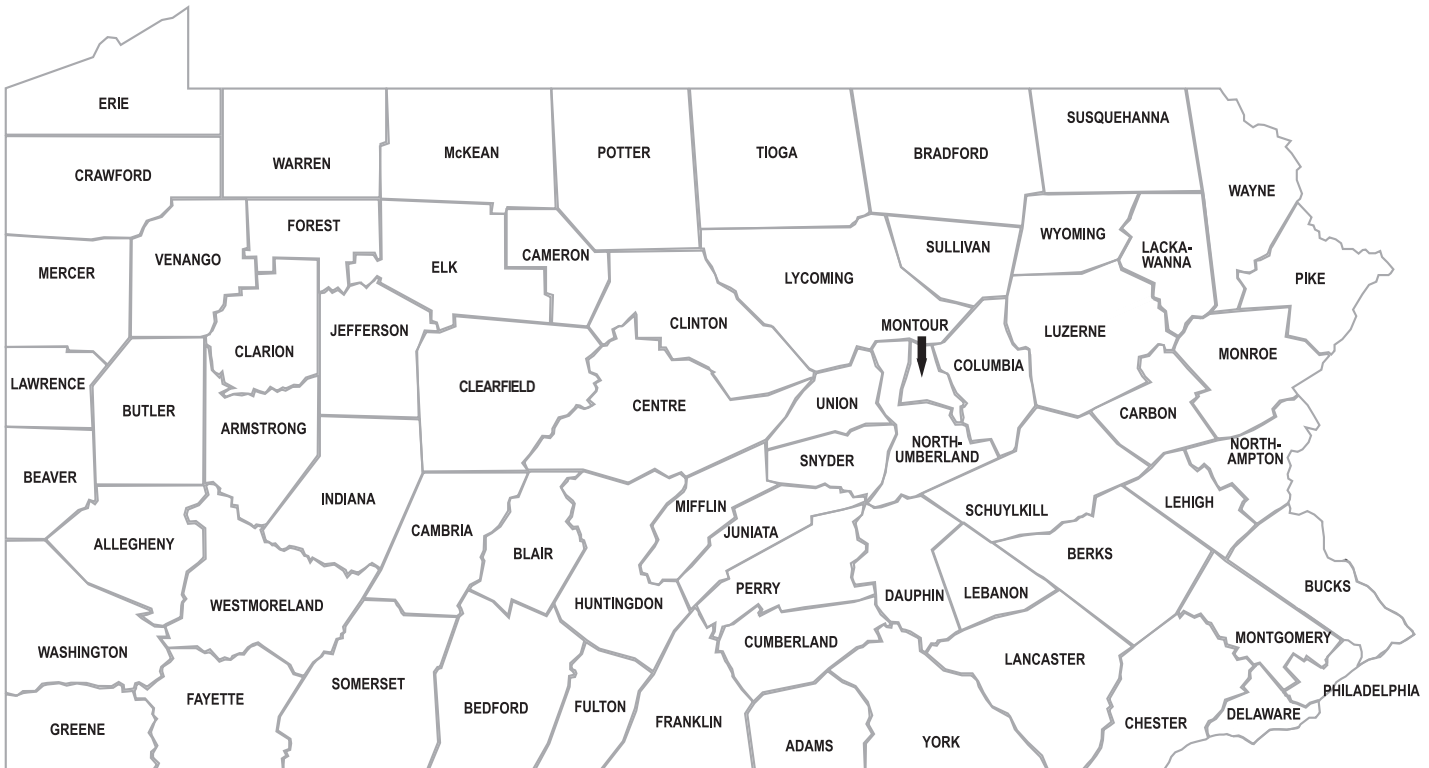 ERIE
CRAWFORD
WARREN
McKEAN
POTTER
TIOGA
BRADFORD
SUSQUEHANNA
WAYNE
FOREST
VENANGO
MERCER
ELK
CAMERON
LYCOMING
SULLIVAN
WYOMING
LACKA-
WANNA
PIKE
CLARION
JEFFERSON
CLINTON
MONTOUR
COLUMBIA
LUZERNE
MONROE
LAWRENCE
BUTLER
ARMSTRONG
CLEARFIELD
CENTRE
UNION
CARBON
NORTH-
UMBERLAND
NORTH-
AMPTON
SNYDER
BEAVER
INDIANA
MIFFLIN
SCHUYLKILL
LEHIGH
ALLEGHENY
CAMBRIA
BLAIR
JUNIATA
BERKS
WESTMORELAND
HUNTINGDON
PERRY
DAUPHIN
LEBANON
BUCKS
WASHINGTON
CUMBERLAND
LANCASTER
MONTGOMERY
FAYETTE
SOMERSET
BEDFORD
FULTON
FRANKLIN
PHILADELPHIA
GREENE
ADAMS
YORK
CHESTER
DELAWARE